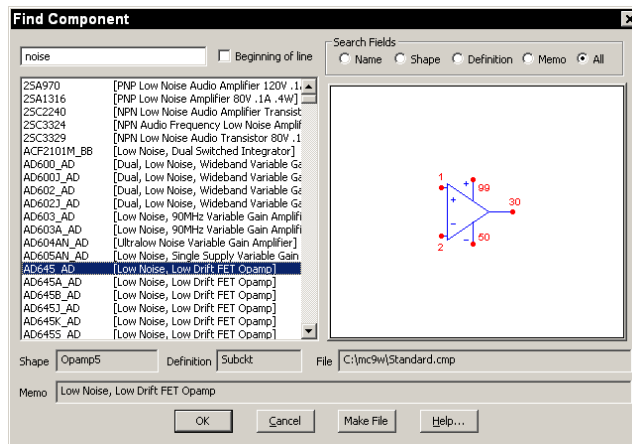 Find Component
noise
Beginning of line
Search Fields
Name Shape Definition Memo All
2SA970 [PNP Low Noise Audio Amplifier 120V .1
2SA1316 [PNP Low Noise Amplifier 80V .1A .4W]
2SC2240 [NPN Low Noise Audio Amplifier Transist
2SC3324 [NPN Audio Frequency Low Noise Amplif
2SC3329 [NPN Low Noise Audio Transistor 80V .1
ACF2101M_BB [Low Noise, Dual Switched Integrator]
AD600_AD [Dual, Low Noise, Wideband Variable Ga
AD600J_AD [Dual, Low Noise, Wideband Variable Ga
AD602_AD [Dual, Low Noise, Wideband Variable Ga
AD602J_AD [Dual, Low Noise, Wideband Variable Ga
AD603_AD [Low Noise, 90MHz Variable Gain Amplifi
AD603A_AD [Low Noise, 90MHz Variable Gain Amplifi
AD604AN_AD [Ultralow Noise Variable Gain Amplifier]
AD605AN_AD [Low Noise, Single Supply Variable Gain
AD645_AD [Low Noise, Low Drift FET Opamp]
AD645A_AD [Low Noise, Low Drift FET Opamp]
AD645B_AD [Low Noise, Low Drift FET Opamp]
AD645J_AD [Low Noise, Low Drift FET Opamp]
AD645K_AD [Low Noise, Low Drift FET Opamp]
AD645S_AD [Low Noise, Low Drift FET Opamp]
1
99
30
2
50
Shape Opamp5 Definition Subckt File C:\mc9w\Standard.cmp
Memo Low Noise, Low Drift FET Opamp
OK Cancel Make File Help...